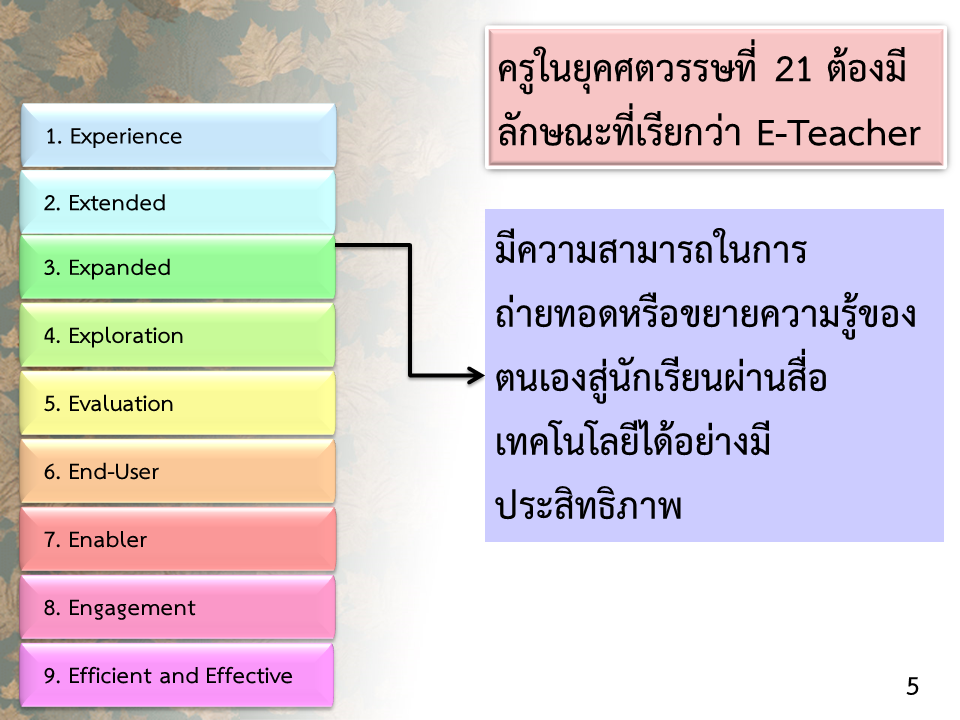 ครูในยุคศตวรรษที่ 21 ต้องมี
ลักษณะที่เรียกว่า E-Teacher
1. Experience
2. Extended
3. Expanded
4. Exploration
5. Evaluation
6. End-User
7. Enabler
8. Engagement
9. Efficient and Effective
มีความสามารถในการ
ถ่ายทอดหรือขยายความรู้ของ
ตนเองสู่นักเรียนผ่านสื่อ
เทคโนโลยีได้อย่างมี
ประสิทธิภาพ
5